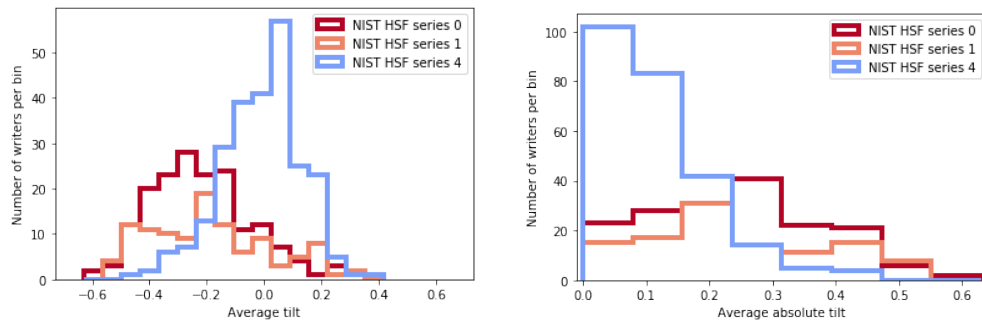 NIST HSF series 0
NIST HSF series 1
NIST HSF series 4
Number of writers per bin
50
40
30
20
10
0
−0.6 −0.4 −0.2 0.0 0.2 0.4 0.6
Average tilt
NIST HSF series 0
NIST HSF series 1
NIST HSF series 4
Number of writers per bin
100
80
60
40
20
0
0.0 0.1 0.2 0.3 0.4 0.5 0.6
Average absolute tilt